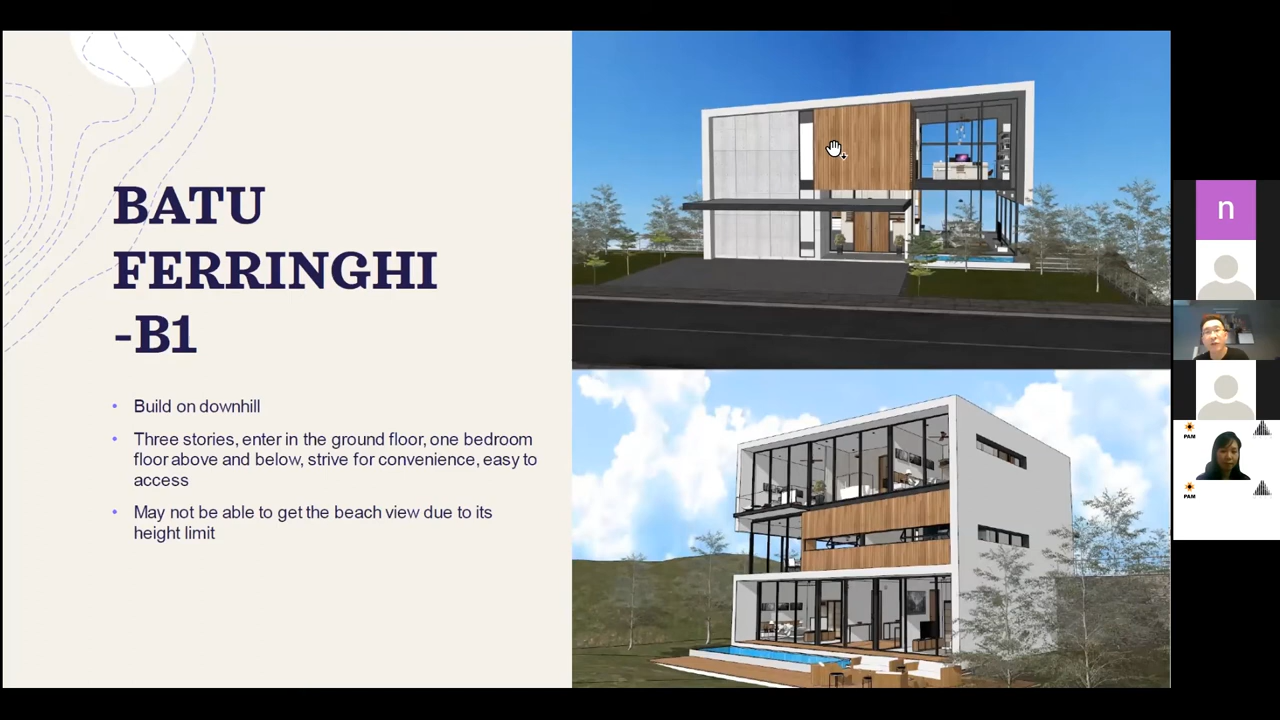 BATU
FERRINGHI
-B1
• Build on downhill
• Three stories, enter in the ground floor, one bedroom
floor above and below, strive for convenience, easy to
access
• May not be able to get the beach view due to its
height limit
n
PAM
PAM